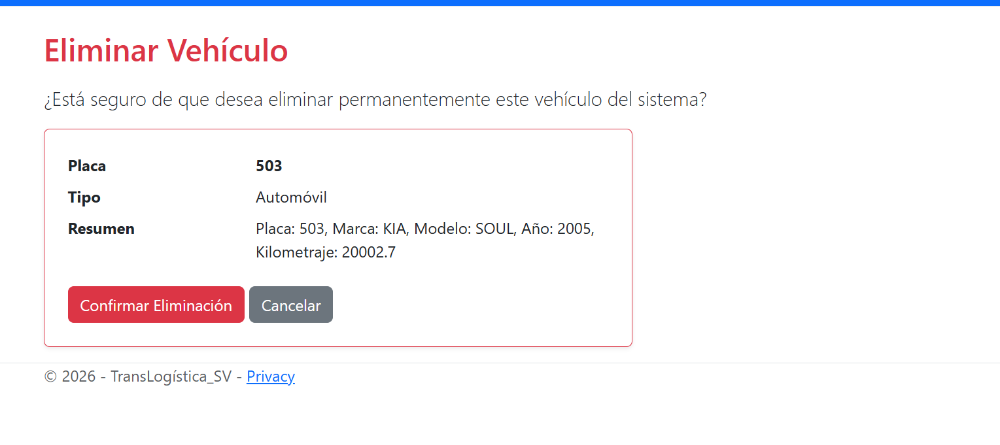 Eliminar Vehículo
¿Está seguro de que desea eliminar permanentemente este vehículo del sistema?
Placa 503
Tipo Automóvil
Resumen Placa: 503, Marca: KIA, Modelo: SOUL, Año: 2005,
Kilometraje: 20002.7
Confirmar Eliminación Cancelar
© 2026 - TransLogística_SV - Privacy